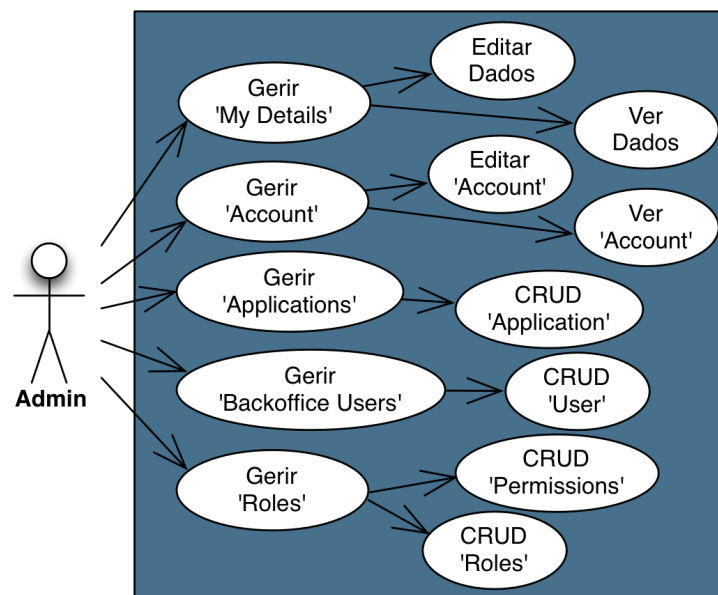 Editar
Dados
Gerir
'My Details'
Ver
Dados
Editar
'Account'
Gerir
'Account'
Ver
'Account'
Gerir
'Applications'
CRUD
'Application'
Admin
Gerir
'Backoffice Users'
CRUD
'User'
Gerir
'Roles'
CRUD
'Permissions'
CRUD
'Roles'